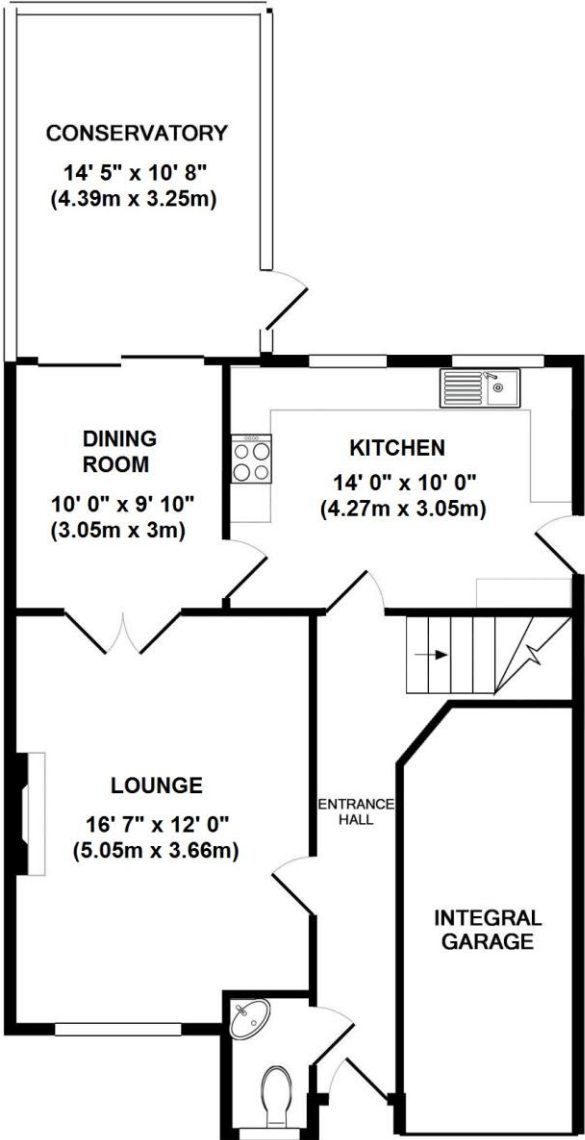 CONSERVATORY
14' 5" x 10' 8"
(4.39m x 3.25m)
DINING
ROOM
10' 0" x 9' 10"
(3.05m x 3m)
KITCHEN
14' 0" x 10' 0"
(4.27m x 3.05m)
LOUNGE
16' 7" x 12' 0"
(5.05m x 3.66m)
ENTRANCE
HALL
INTEGRAL
GARAGE